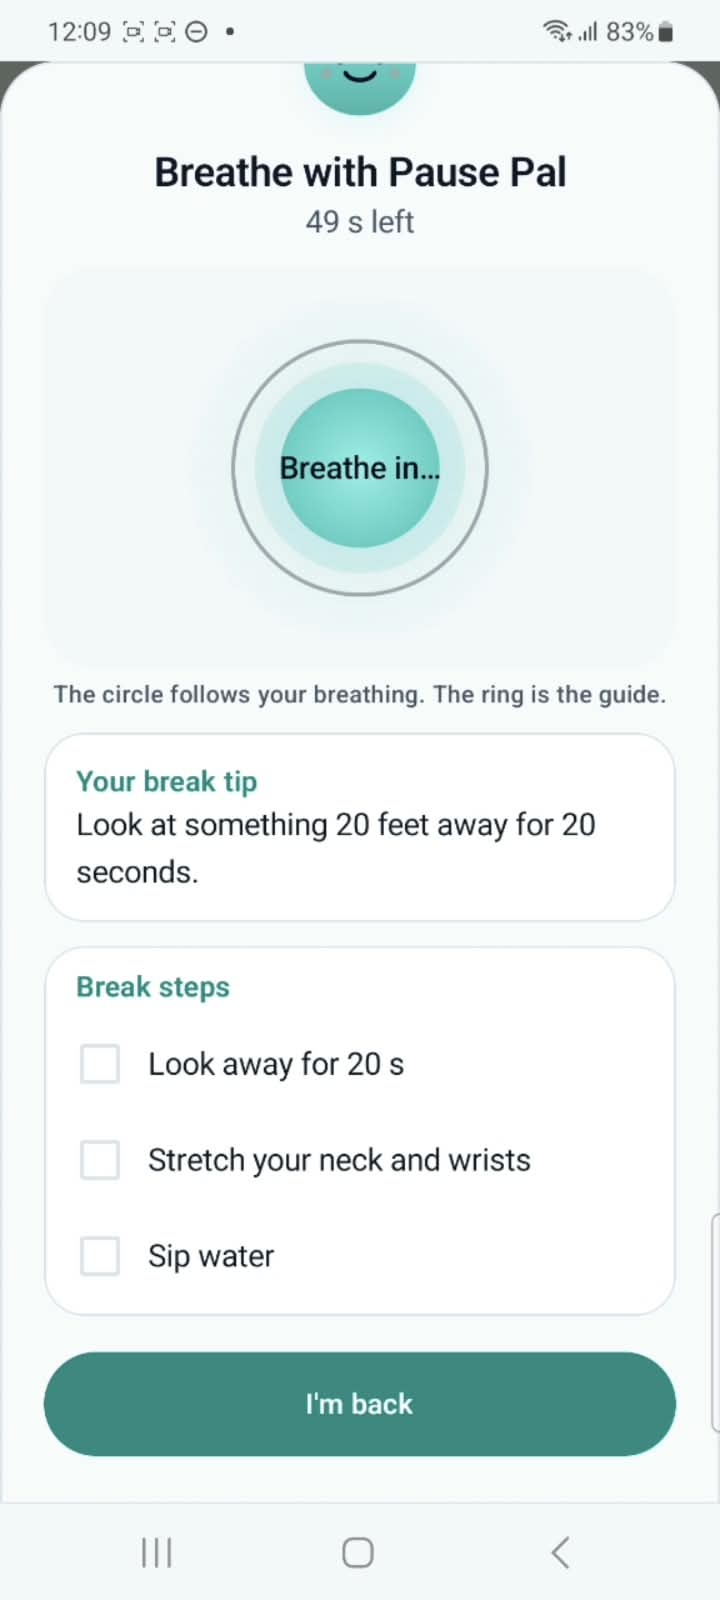 12:09
83%
Breathe with Pause Pal
49 s left
Breathe in...
The circle follows your breathing. The ring is the guide.
Your break tip
Look at something 20 feet away for 20
seconds.
Break steps
Look away for 20 s
Stretch your neck and wrists
Sip water
I'm back